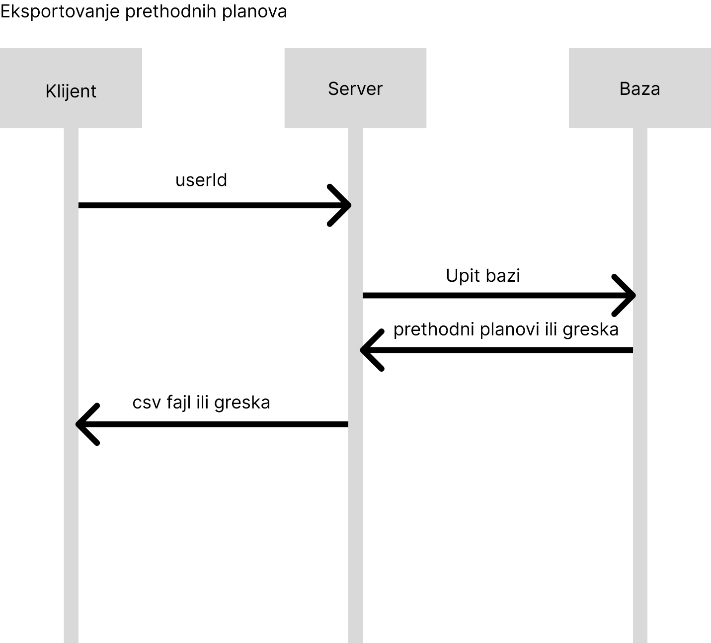 Eksportovanje prethodnih planova
Klijent
Server
Baza
userId
Upit bazi
prethodni planovi ili greska
csv fajl ili greska